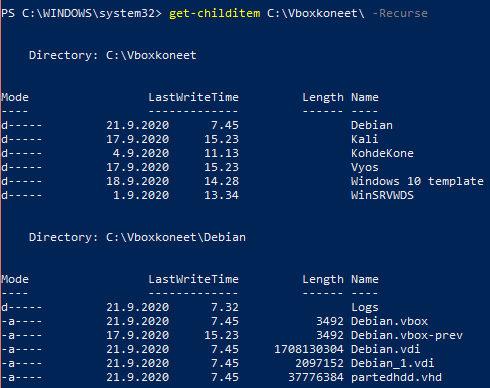 PS C:\WINDOWS\system32> get-childitem C:\Vboxkoneet\ -Recurse
Directory: C:\Vboxkoneet
Mode LastWriteTime Length Name
---- ------------- ------ ----
d----- 21.9.2020 7.45 Debian
d----- 17.9.2020 15.23 Kali
d----- 4.9.2020 11.13 KohdeKone
d----- 17.9.2020 15.23 Vyos
d----- 18.9.2020 14.28 Windows 10 template
d----- 1.9.2020 13.34 WinSRVWDS
Directory: C:\Vboxkoneet\Debian
Mode LastWriteTime Length Name
---- ------------- ------ ----
d----- 21.9.2020 7.32 Logs
-a---- 21.9.2020 7.45 3492 Debian.vbox
-a---- 17.9.2020 15.23 3492 Debian.vbox-prev
-a---- 21.9.2020 7.45 1708130304 Debian.vdi
-a---- 21.9.2020 7.45 2097152 Debian_1.vdi
-a---- 21.9.2020 7.45 37776384 partedhdd.vhd